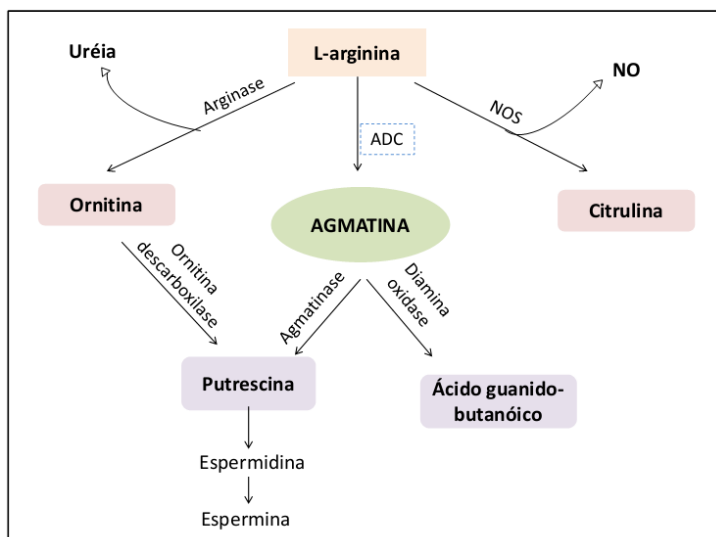 L-arginina
Uréia
NO
Arginase
NOS
ADC
Ornitina
AGMATINA
Citrulina
Ornitina
descarboxilase
Agmatinase
Diamina
oxidase
Putrescina
Ácido guanido-
butanóico
Espermidina
Espermina